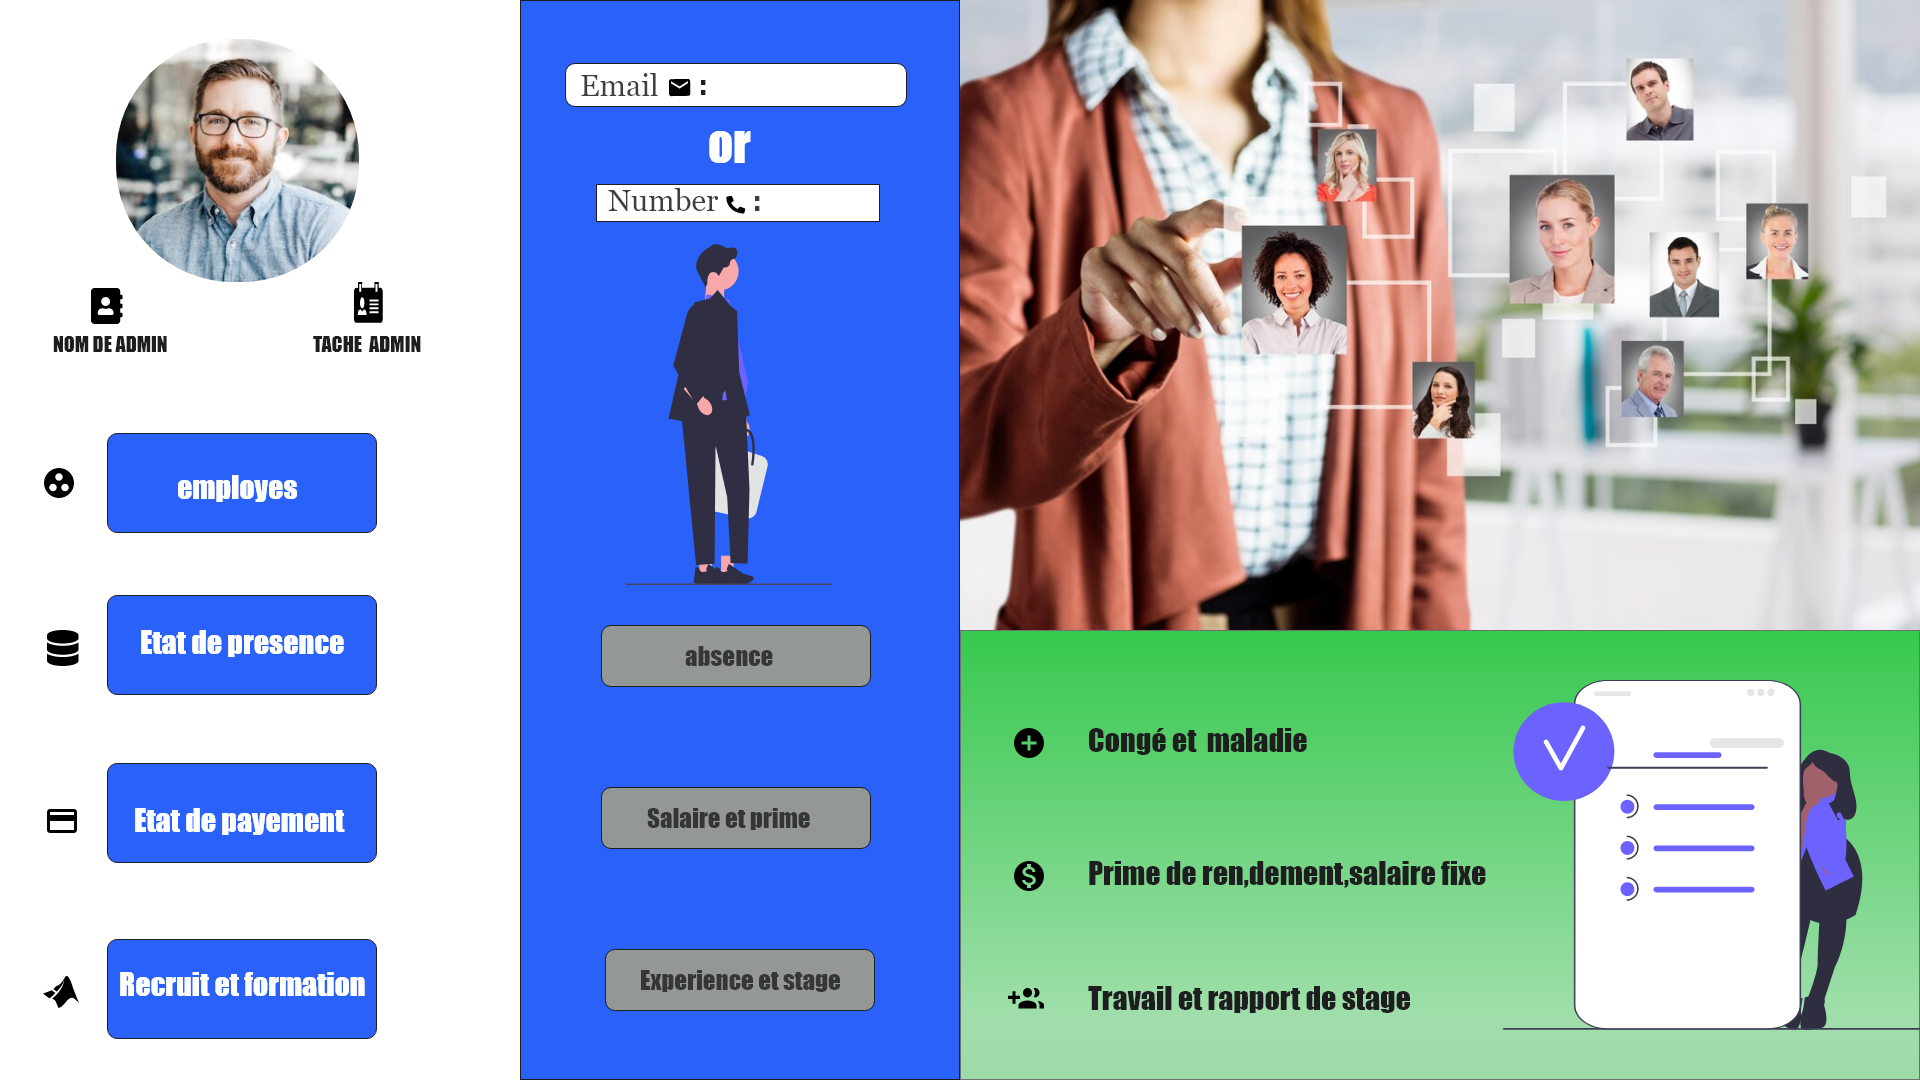 NOM DE ADMIN
TACHE ADMIN
employes
Etat de presence
Etat de payement
Recruit et formation
Email :
or
Number :
absence
Salaire et prime
Experience et stage
Congé et maladie
Prime de ren,dement,salaire fixe
Travail et rapport de stage